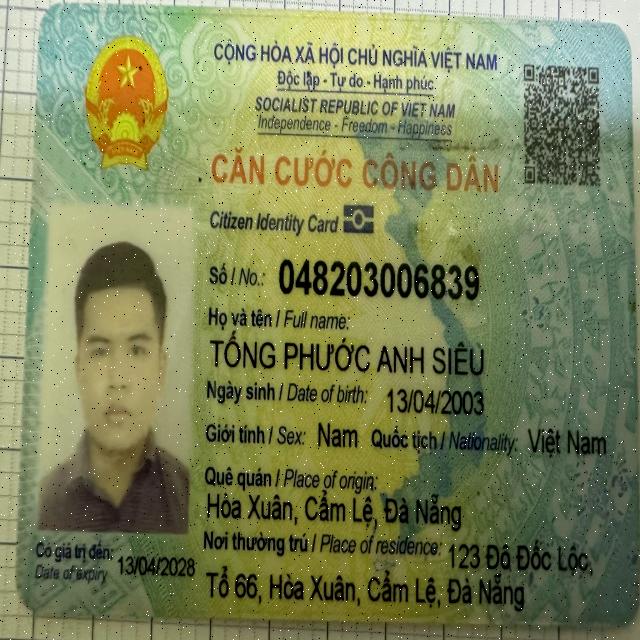 CỘNG HÒA XÃ HỘI CHỦ NGHĨA VIỆT NAM
Độc lập - Tự do - Hạnh phúc
SOCIALIST REPUBLIC OF VIET NAM
Independence - Freedom - Happiness
CĂN CƯỚC CÔNG DÂN
Citizen Identity Card
Số / No.: 048203006839
Họ và tên / Full name:
TỐNG PHƯỚC ANH SIÊU
Ngày sinh / Date of birth: 13/04/2003
Giới tính / Sex: Nam Quốc tịch / Nationality: Việt Nam
Quê quán / Place of origin:
Hòa Xuân, Cẩm Lệ, Đà Nẵng
Nơi thường trú / Place of residence: 123 Đô Đốc Lộc,
Tổ 66, Hòa Xuân, Cẩm Lệ, Đà Nẵng
Có giá trị đến: 13/04/2028
Date of expiry